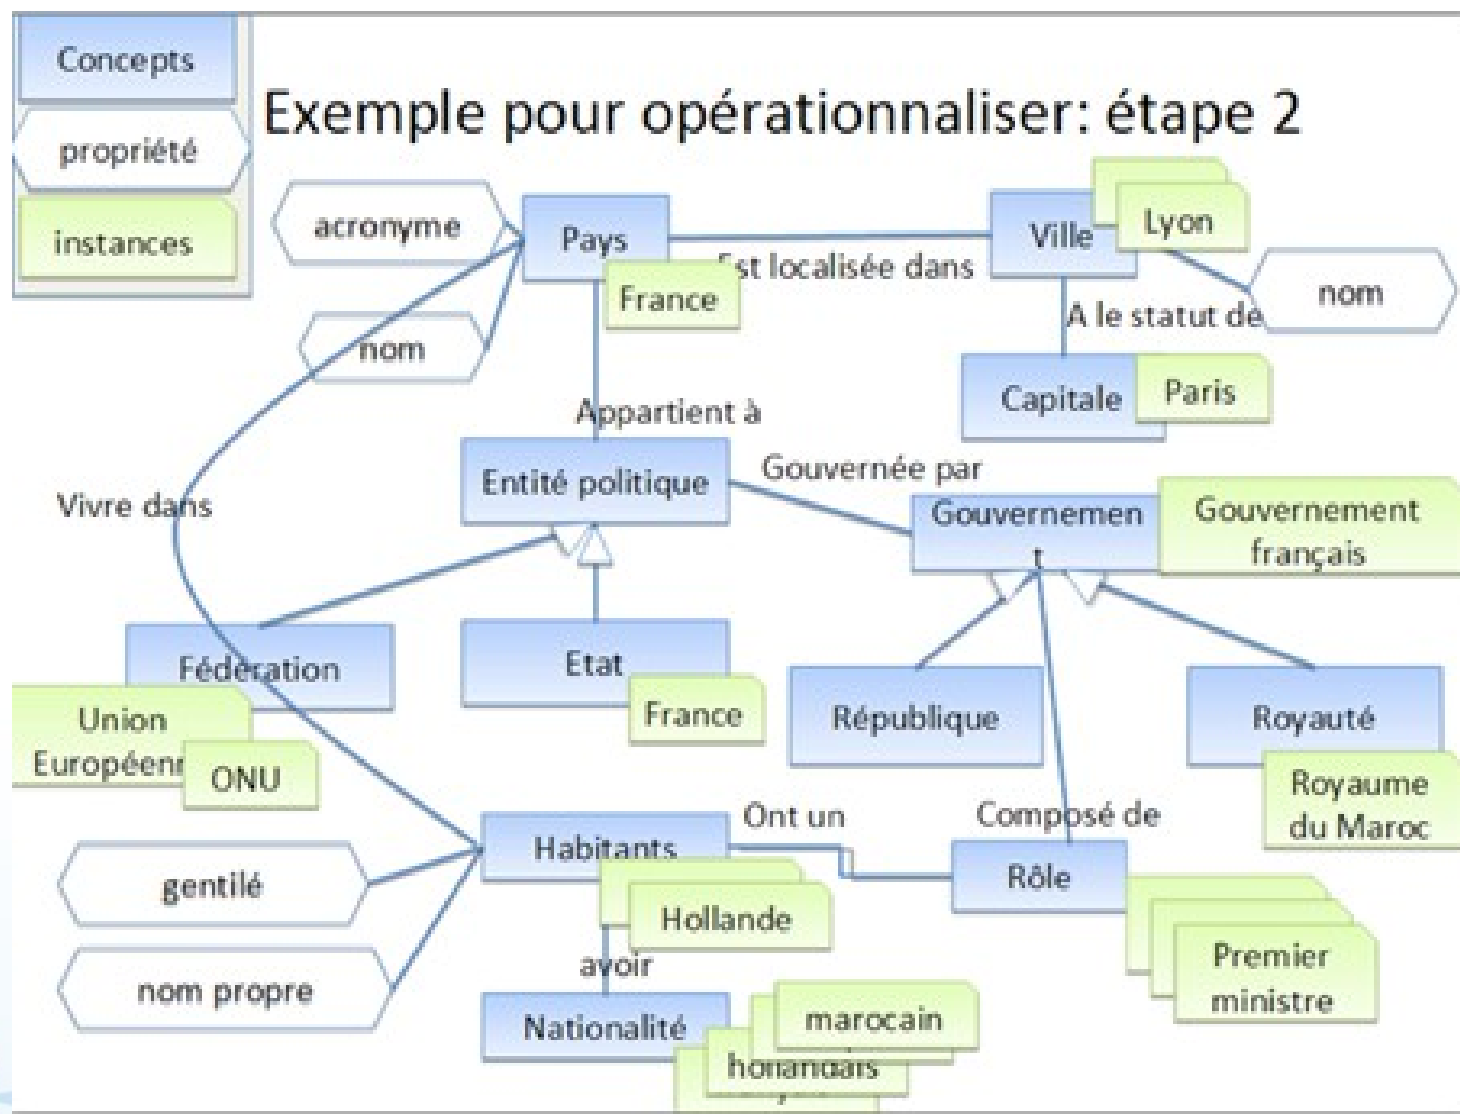 Concepts
propriété
instances
Exemple pour opérationnaliser: étape 2
acronyme
Pays
France
nom
Est localisée dans
Ville
Lyon
nom
A le statut de
Capitale
Paris
Appartient à
Entité politique
Gouvernée par
Gouvernemen
t
Gouvernement
français
Vivre dans
Fédération
Union
ONU
Etat
France
République
Royauté
Royaume
du Maroc
Habitants
Ont un
Composé de
Rôle
gentilé
Hollande
Premier
ministre
avoir
nom propre
Nationalité
marocain
hollandais